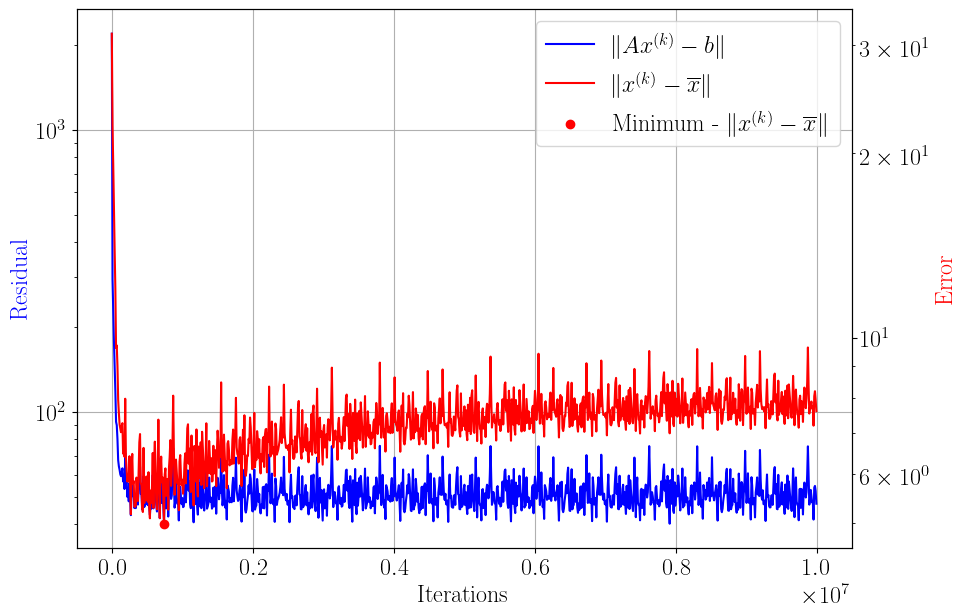 ‖Ax^{(k)} − b‖
‖x^{(k)} − x̅‖
Minimum - ‖x^{(k)} − x̅‖
Residual
10^3
10^2
3 × 10^1
2 × 10^1
10^1
6 × 10^0
Error
0.0 0.2 0.4 0.6 0.8 1.0
×10^7
Iterations